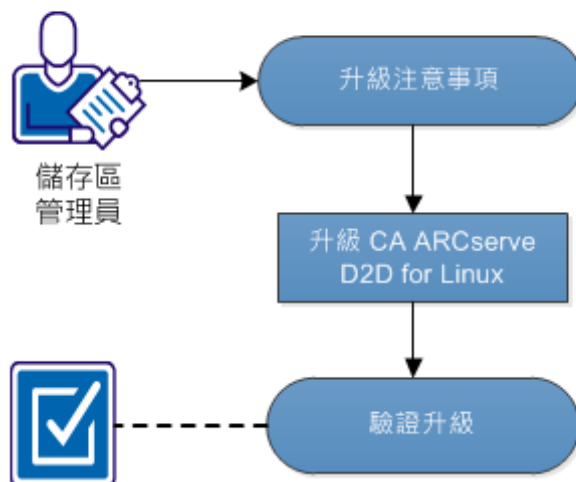 升級注意事項
儲存區
管理員
升級 CA ARCserve
D2D for Linux
驗證升級